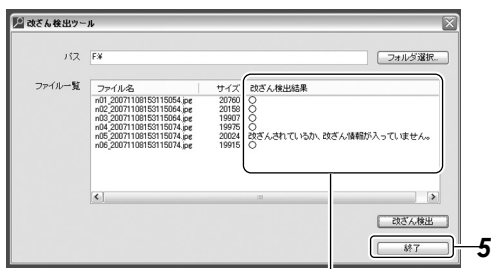 改ざん検出ツール
パス F:¥ フォルダ選択...
ファイル一覧
ファイル名 サイズ 改ざん検出結果
n01_20071108153115054.jpg 20760 ○
n02_20071108153115064.jpg 20158 ○
n03_20071108153115064.jpg 19907 ○
n04_20071108153115074.jpg 19975 ○
n05_20071108153115074.jpg 20024 改ざんされているか、改ざん情報が入っていません。
n06_20071108153115074.jpg 19915 ○
改ざん検出
終了 5